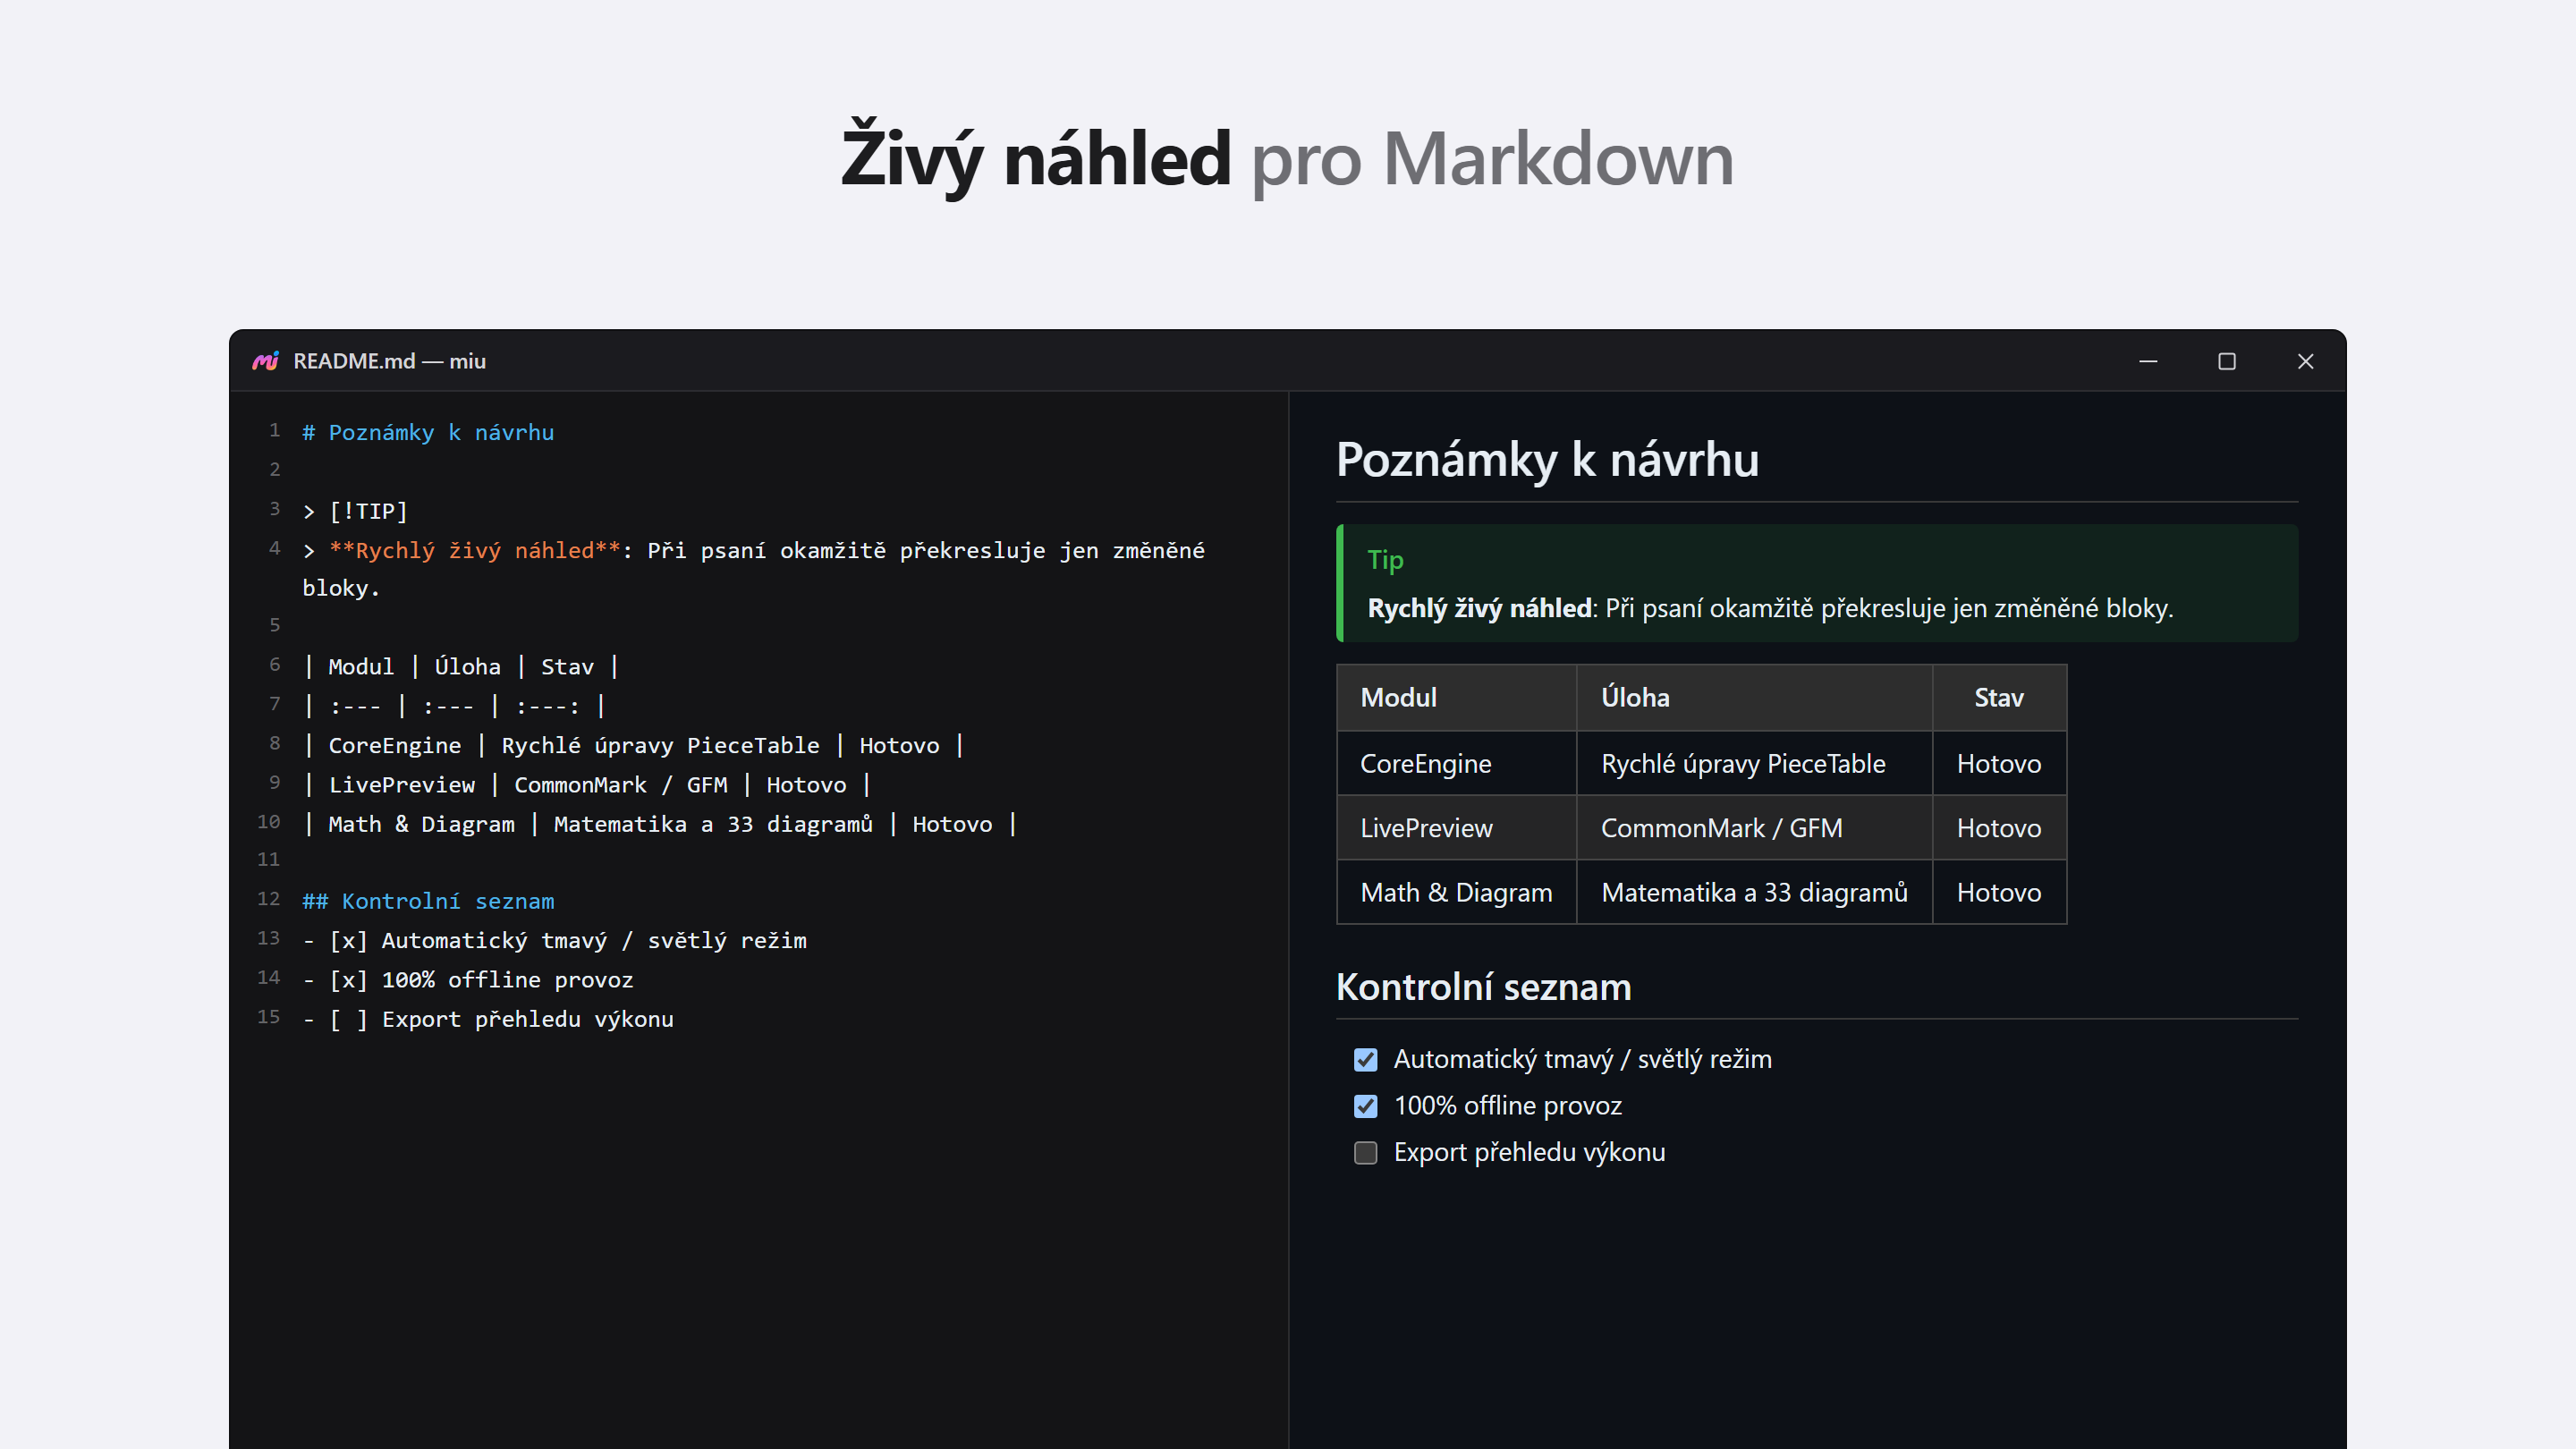 Živý náhled pro Markdown
mi README.md — miu
1 # Poznámky k návrhu
2
3 > [!TIP]
4 > **Rychlý živý náhled**: Při psaní okamžitě překresluje jen změněné
bloky.
5
6 | Modul | Úloha | Stav |
7 | :--- | :--- | :---: |
8 | CoreEngine | Rychlé úpravy PieceTable | Hotovo |
9 | LivePreview | CommonMark / GFM | Hotovo |
10 | Math & Diagram | Matematika a 33 diagramů | Hotovo |
11
12 ## Kontrolní seznam
13 - [x] Automatický tmavý / světlý režim
14 - [x] 100% offline provoz
15 - [ ] Export přehledu výkonu
Poznámky k návrhu
Tip
Rychlý živý náhled: Při psaní okamžitě překresluje jen změněné bloky.
Modul Úloha Stav
CoreEngine Rychlé úpravy PieceTable Hotovo
LivePreview CommonMark / GFM Hotovo
Math & Diagram Matematika a 33 diagramů Hotovo
Kontrolní seznam
Automatický tmavý / světlý režim
100% offline provoz
Export přehledu výkonu